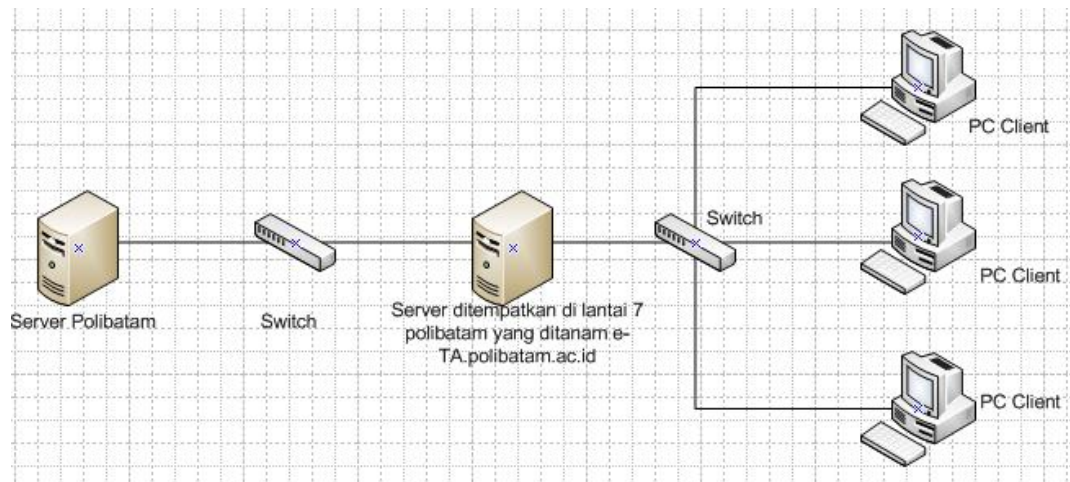 Server Polibatam
Switch
Server ditempatkan di lantai 7
polibatam yang ditanam e-
TA.polibatam.ac.id
Switch
PC Client
PC Client
PC Client